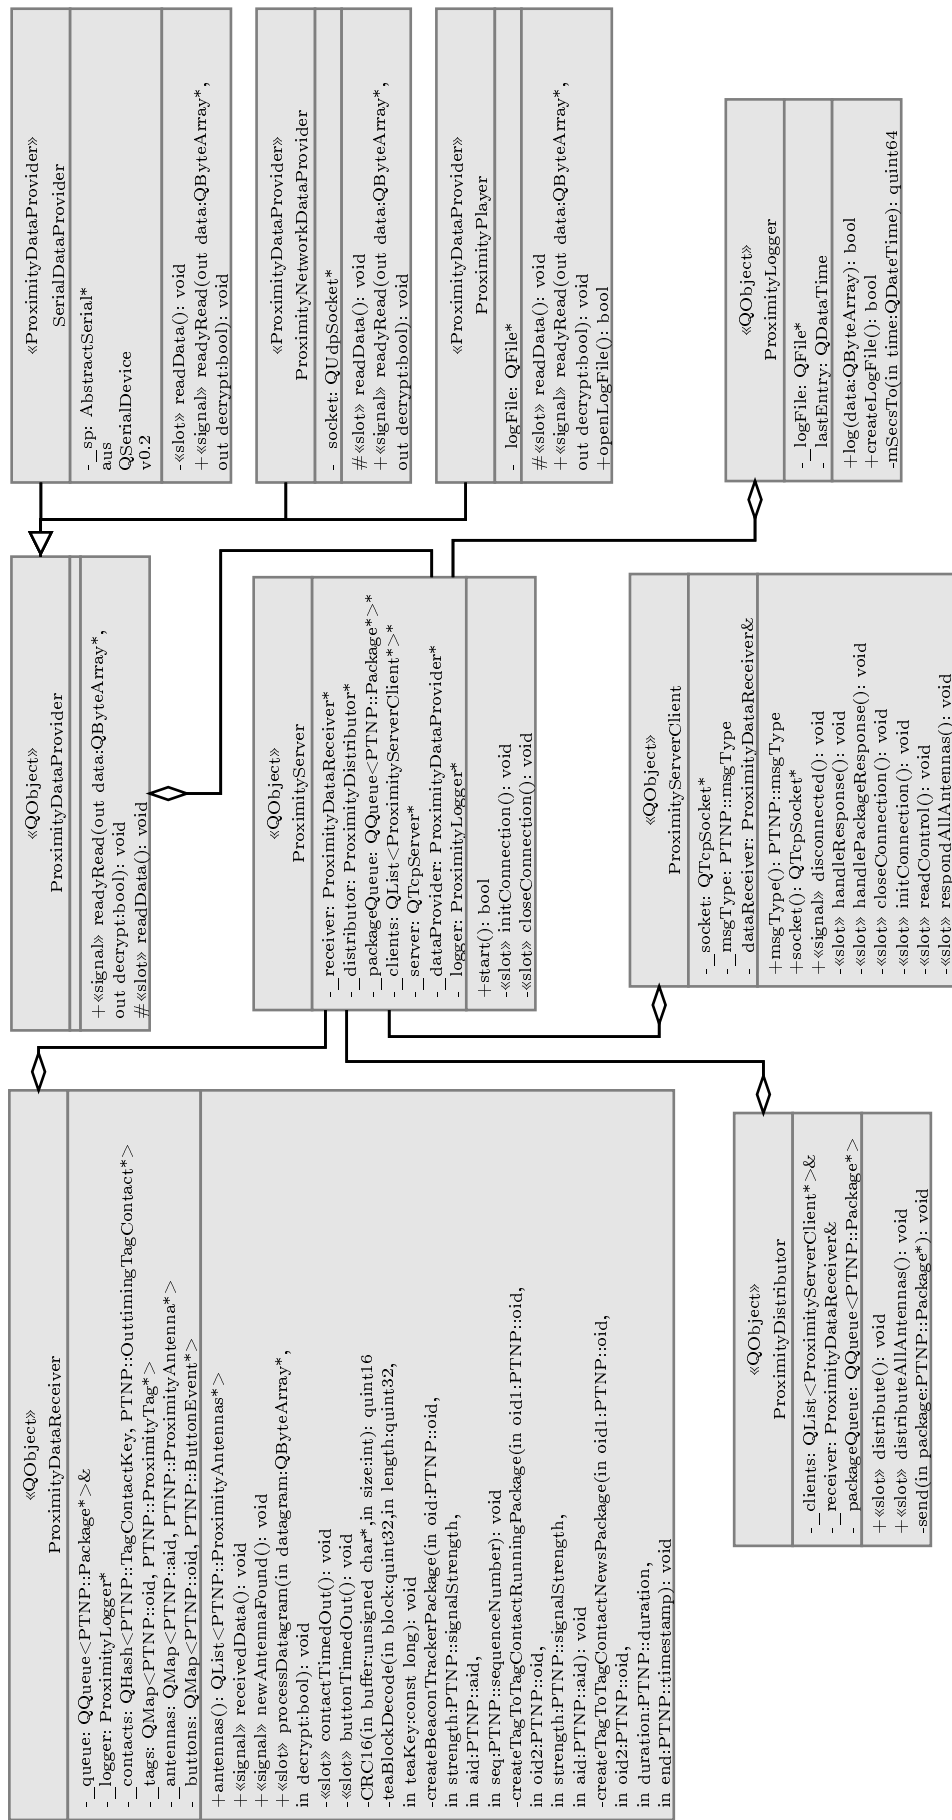 «ProximityDataProvider»
SerialDataProvider
-_sp: AbstractSerial*
aus
QSerialDevice
v0.2
-«slot» readData(): void
+«signal» readyRead(out data:QByteArray*,
out decrypt:bool): void
«ProximityDataProvider»
ProximityNetworkDataProvider
-_socket: QUdpSocket*
#«slot» readData(): void
+«signal» readyRead(out data:QByteArray*,
out decrypt:bool): void
«ProximityDataProvider»
ProximityPlayer
-_logFile: QFile*
#«slot» readData(): void
+«signal» readyRead(out data:QByteArray*,
out decrypt:bool): void
+openLogFile(): bool
«QObject»
ProximityLogger
-_logFile: QFile*
-_lastEntry: QDataTime
+log(data:QByteArray): bool
+createLogFile(): bool
-mSecsTo(in time:QDateTime): quint64
«QObject»
ProximityDataProvider
+«signal» readyRead(out data:QByteArray*,
out decrypt:bool): void
#«slot» readData(): void
«QObject»
ProximityServer
-_receiver: ProximityDataReceiver*
-_distributor: ProximityDistributor*
-_packageQueue: QQueue<PTNP::Package*>*
-_clients: QList<ProximityServerClient*>*
-_server: QTcpServer*
-_dataProvider: ProximityDataProvider*
-_logger: ProximityLogger*
+start(): bool
-«slot» initConnection(): void
-«slot» closeConnection(): void
«QObject»
ProximityServerClient
-_socket: QTcpSocket*
-_msgType: PTNP::msgType
-_dataReceiver: ProximityDataReceiver&
+msgType(): PTNP::msgType
+socket(): QTcpSocket*
+«signal» disconnected(): void
-«slot» handleResponse(): void
-«slot» handlePackageResponse(): void
-«slot» closeConnection(): void
-«slot» initConnection(): void
-«slot» readControl(): void
-«slot» respondAllAntennas(): void
«QObject»
ProximityDataReceiver
-_queue: QQueue<PTNP::Package*>&
-_logger: ProximityLogger*
-_contacts: QHash<PTNP::TagContactKey, PTNP::OuttimingTagContact*>
-_tags: QMap<PTNP::oid, PTNP::ProximityTag*>
-_antennas: QMap<PTNP::aid, PTNP::ProximityAntenna*>
-_buttons: QMap<PTNP::oid, PTNP::ButtonEvent*>
+antennas(): QList<PTNP::ProximityAntennas*>
+«signal» receivedData(): void
+«signal» newAntennaFound(): void
+«slot» processDatagram(in datagram:QByteArray*,
in decrypt:bool): void
-«slot» contactTimedOut(): void
-«slot» buttonTimedOut(): void
-CRC16(in buffer:unsigned char*,in size:int): quint16
-teaBlockDecode(in block:quint32,in length:quint32,
in teaKey:const long): void
-createBeaconTrackerPackage(in oid:PTNP::oid,
in strength:PTNP::signalStrength,
in aid:PTNP::aid,
in seq:PTNP::sequenceNumber): void
-createTagToTagContactRunningPackage(in oid1:PTNP::oid,
in oid2:PTNP::oid,
in strength:PTNP::signalStrength,
in aid:PTNP::aid): void
-createTagToTagContactNewsPackage(in oid1:PTNP::oid,
in oid2:PTNP::oid,
in duration:PTNP::duration,
in end:PTNP::timestamp): void
«QObject»
ProximityDistributor
-_clients: QList<ProximityServerClient*>&
-_receiver: ProximityDataReceiver&
-_packageQueue: QQueue<PTNP::Package*>
+«slot» distribute(): void
+«slot» distributeAllAntennas(): void
-send(in package:PTNP::Package*): void